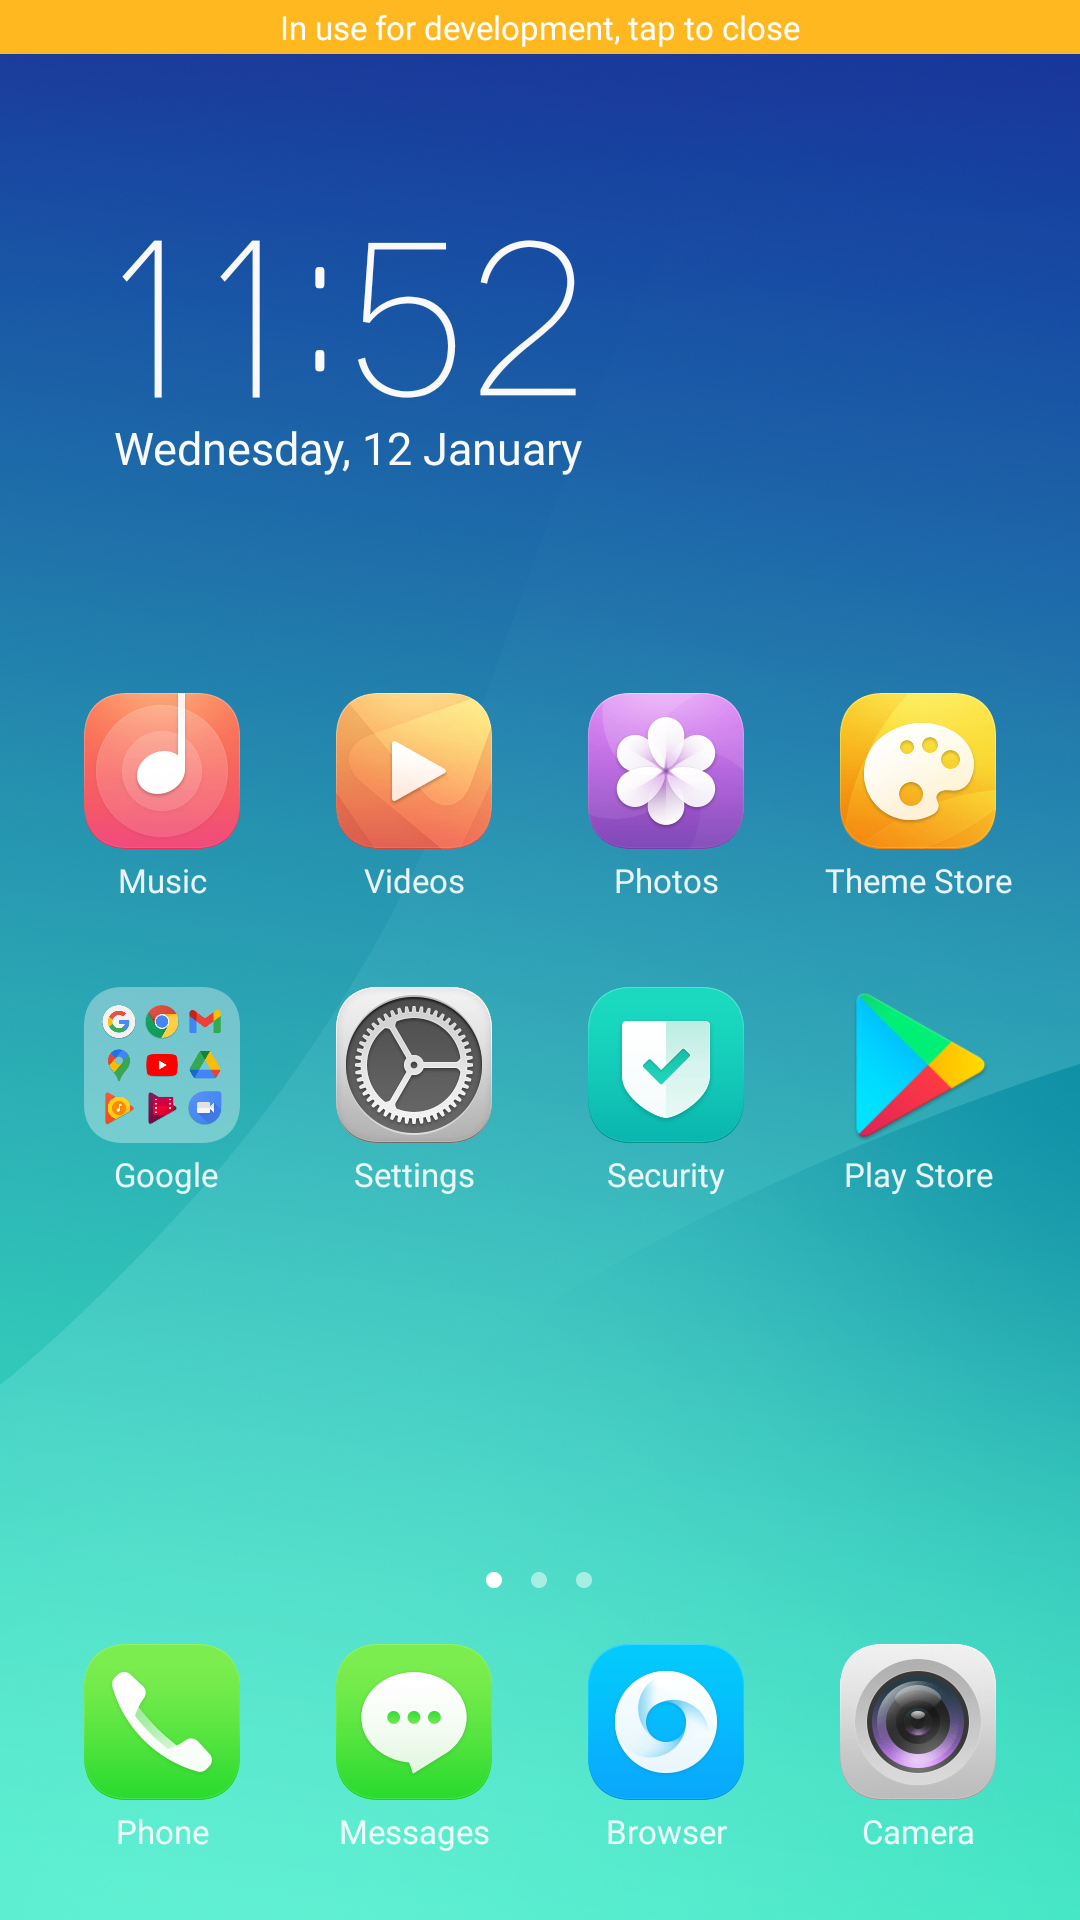 In use for development, tap to close
11:52
Wednesday, 12 January
Music
Videos
Photos
Theme Store
Google
Settings
Security
Play Store
Phone
Messages
Browser
Camera